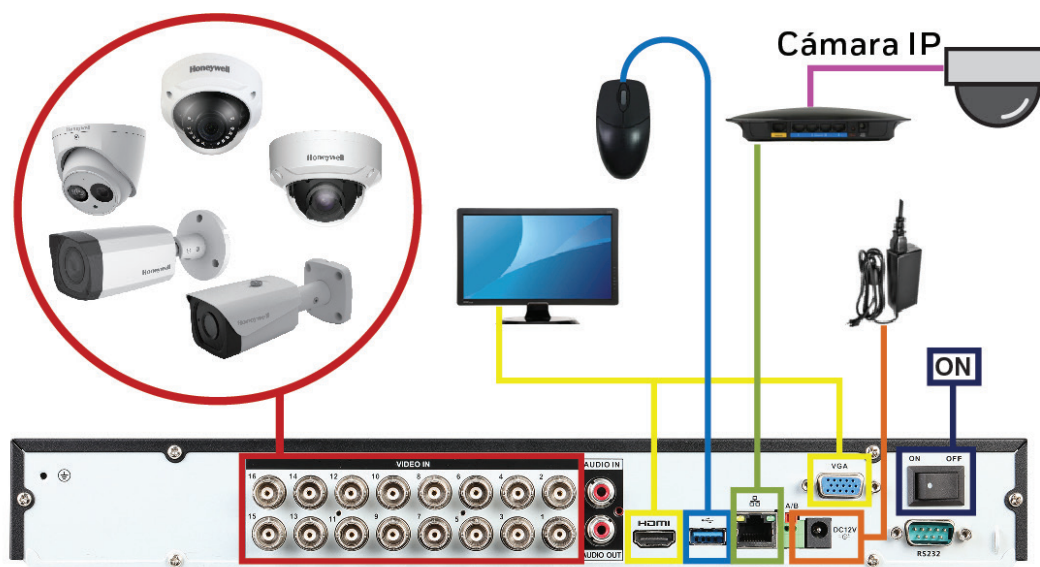 Cámara IP
Honeywell
Honeywell
Honeywell
Honeywell
Honeywell
ON
VIDEO IN
16 14 12 10 8 6 4 2
15 13 11 9 7 5 3 1
AUDIO IN
AUDIO OUT
HDMI
A/B
VGA
DC12V
ON OFF
RS232